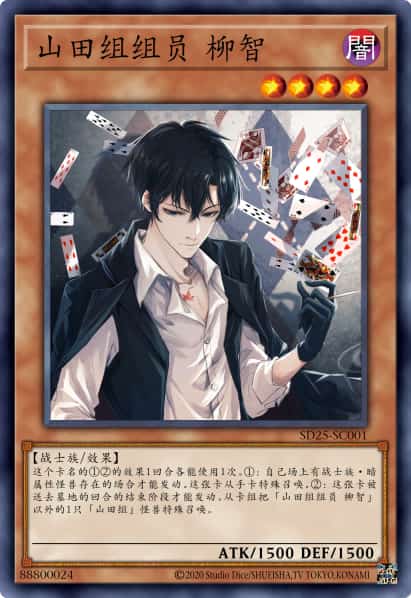 山田组组员 柳智
闇
SD25-SC001
【战士族/效果】
这个卡名的①②的效果1回合各能使用1次。①：自己场上有战士族·暗
属性怪兽存在的场合才能发动。这张卡从手卡特殊召唤。②：这张卡被
送去墓地的回合的结束阶段才能发动。从卡组把「山田组组员 柳智」
以外的1只「山田组」怪兽特殊召唤。
ATK/1500 DEF/1500
88800024
©2020 Studio Dice/SHUEISHA,TV TOKYO,KONAMI